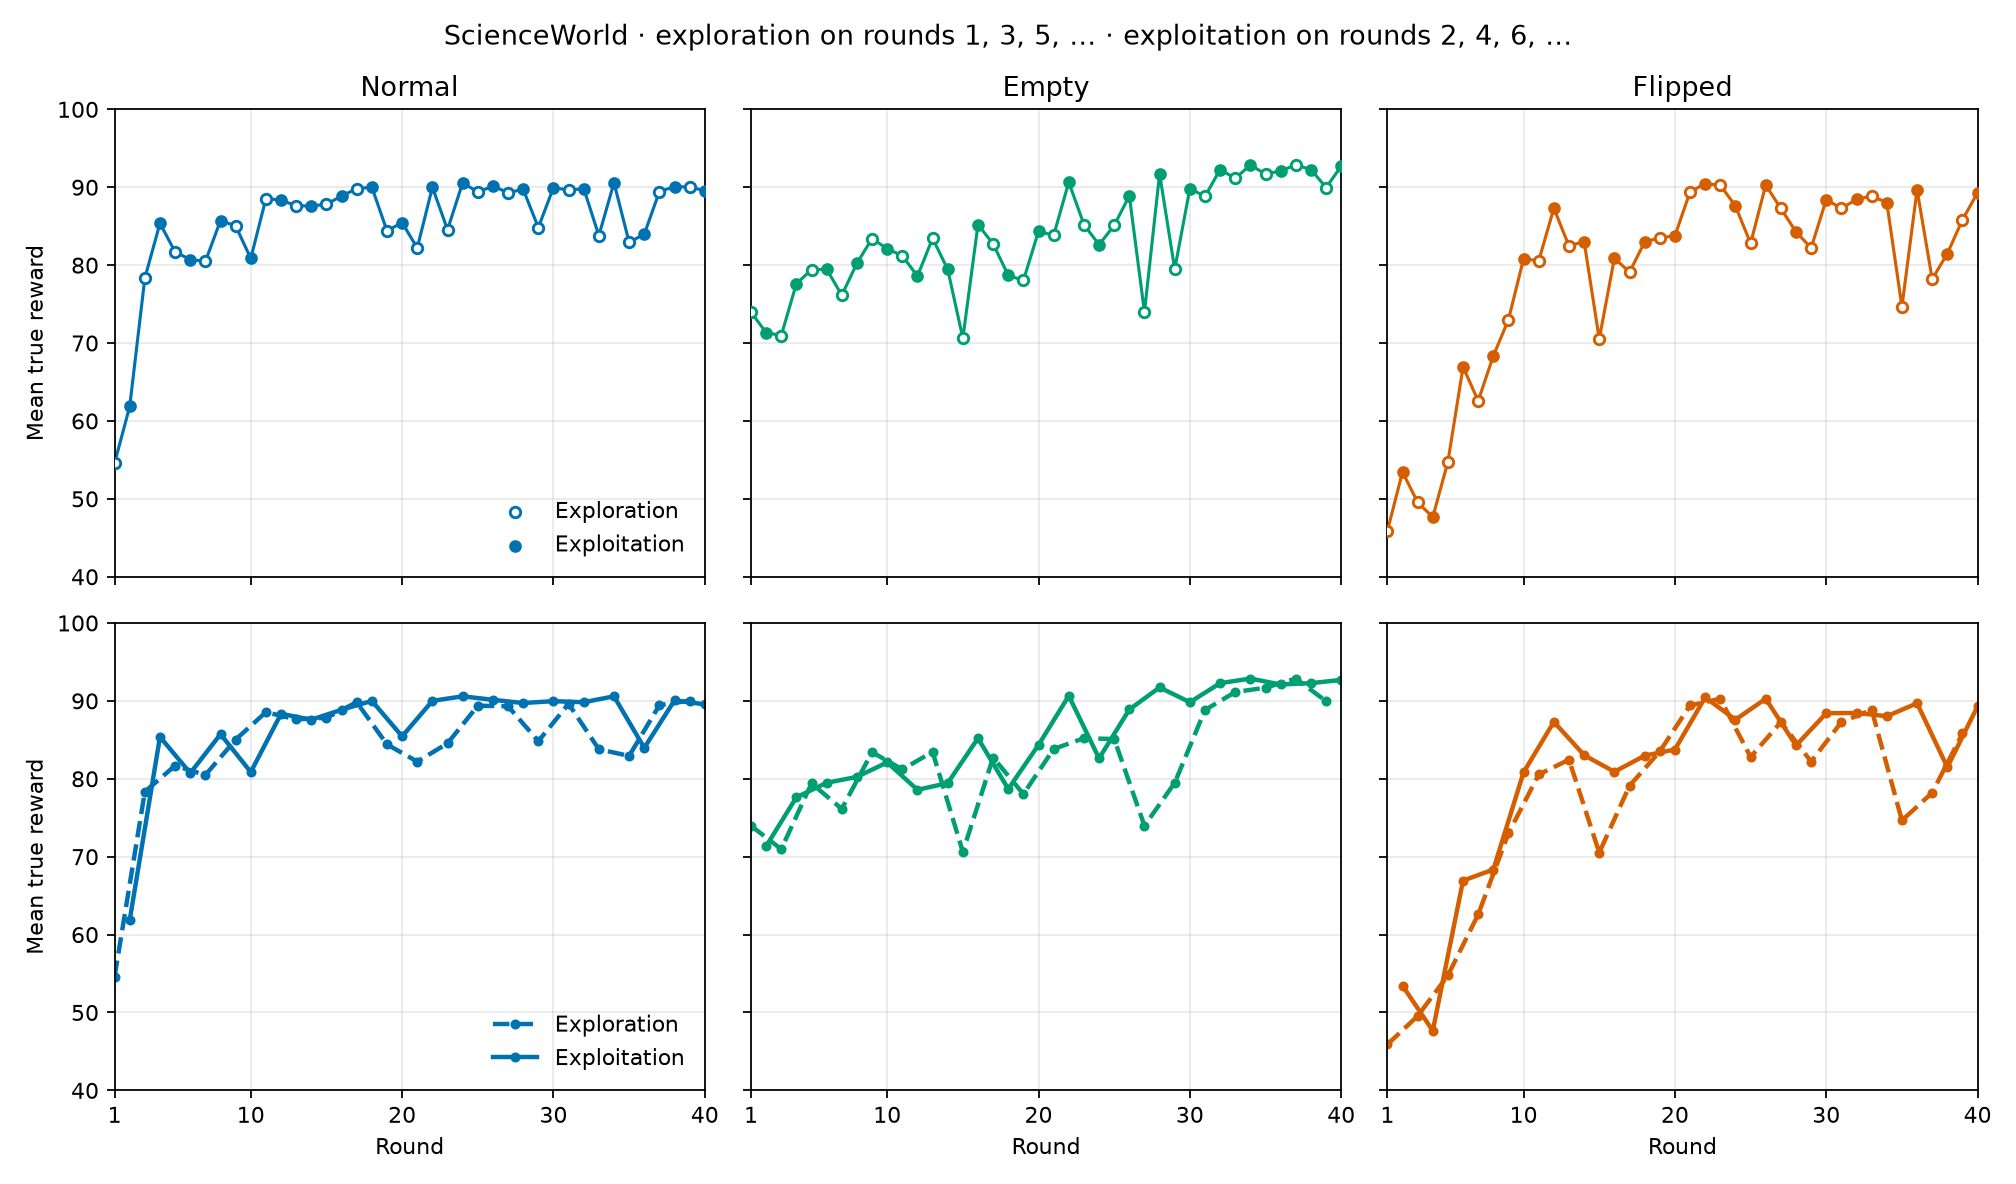 ScienceWorld · exploration on rounds 1, 3, 5, … · exploitation on rounds 2, 4, 6, …
Normal
Empty
Flipped
Mean true reward
100
90
80
70
60
50
40
Exploration
Exploitation
Mean true reward
100
90
80
70
60
50
40
Exploration
Exploitation
1 10 20 30 40
1 10 20 30 40
1 10 20 30 40
Round
Round
Round